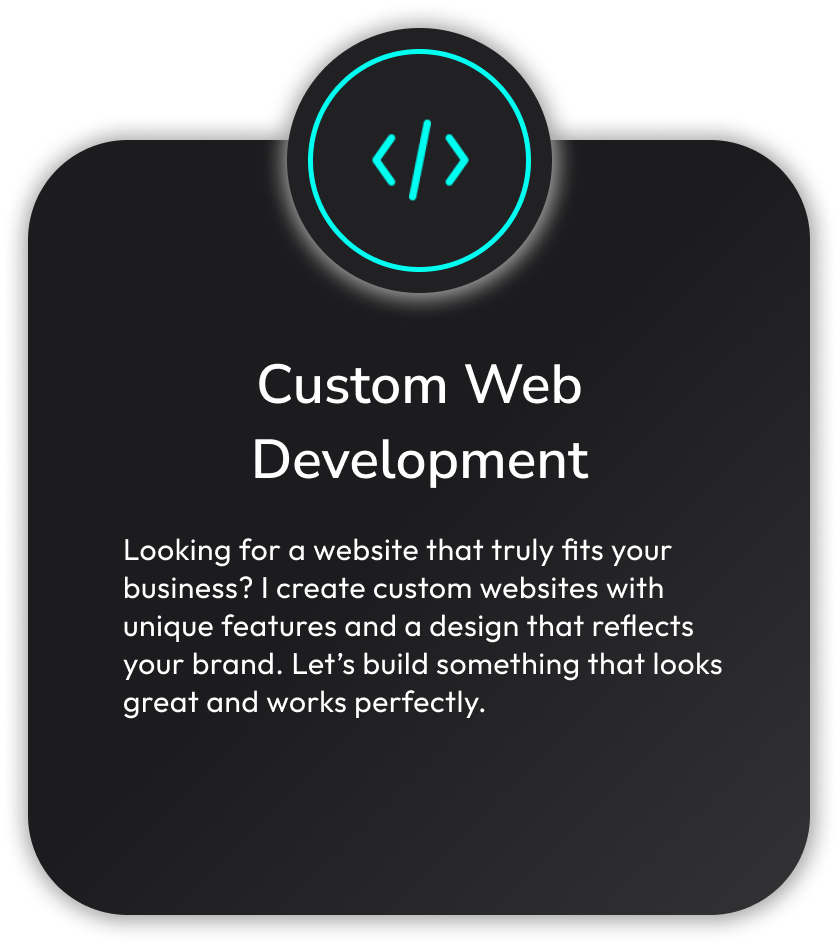 </>
Custom Web
Development
Looking for a website that truly fits your
business? I create custom websites with
unique features and a design that reflects
your brand. Let’s build something that looks
great and works perfectly.